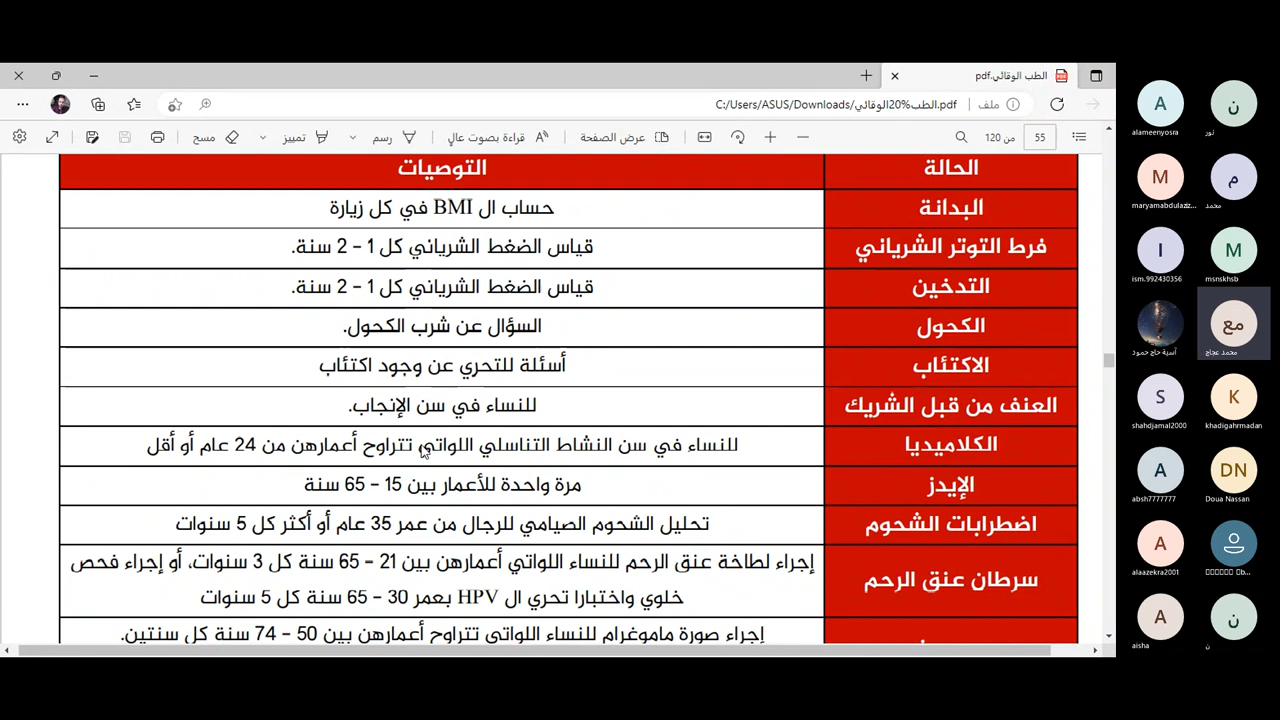 الطب الوقائي.pdf
ملف
C:/Users/ASUS/Downloads/الطب%20الوقائي.pdf
55
من 120
عرض الصفحة
قراءة بصوت عالٍ
رسم
تمييز
مسح
الحالة التوصيات
البدانة حساب ال BMI في كل زيارة
فرط التوتر الشرياني قياس الضغط الشرياني كل 1 - 2 سنة.
التدخين قياس الضغط الشرياني كل 1 - 2 سنة.
الكحول السؤال عن شرب الكحول.
الاكتئاب أسئلة للتحري عن وجود اكتئاب
العنف من قبل الشريك للنساء في سن الإنجاب.
الكلاميديا للنساء في سن النشاط التناسلي اللواتي تتراوح أعمارهن من 24 عام أو أقل
الإيدز مرة واحدة للأعمار بين 15 - 65 سنة
اضطرابات الشحوم تحليل الشحوم الصيامي للرجال من عمر 35 عام أو أكثر كل 5 سنوات
سرطان عنق الرحم إجراء لطاخة عنق الرحم للنساء اللواتي أعمارهن بين 21 - 65 سنة كل 3 سنوات، أو إجراء فحص
خلوي واختبارا تحري ال HPV بعمر 30 - 65 سنة كل 5 سنوات
إجراء صورة ماموغرام للنساء اللواتي تتراوح أعمارهن بين 50 - 74 سنة كل سنتين.
A
alameenyosra
ن
نور
M
maryamabdulaziz...
م
محمد
I
ism.992430356
M
msnskhsb
آسية حاج حمود
مع
محمد عجاج
S
shahdjamal2000
K
khadigahrmadan
A
absh7777777
DN
Doua Nassan
A
alaazekra2001
A
aisha
ن
ن